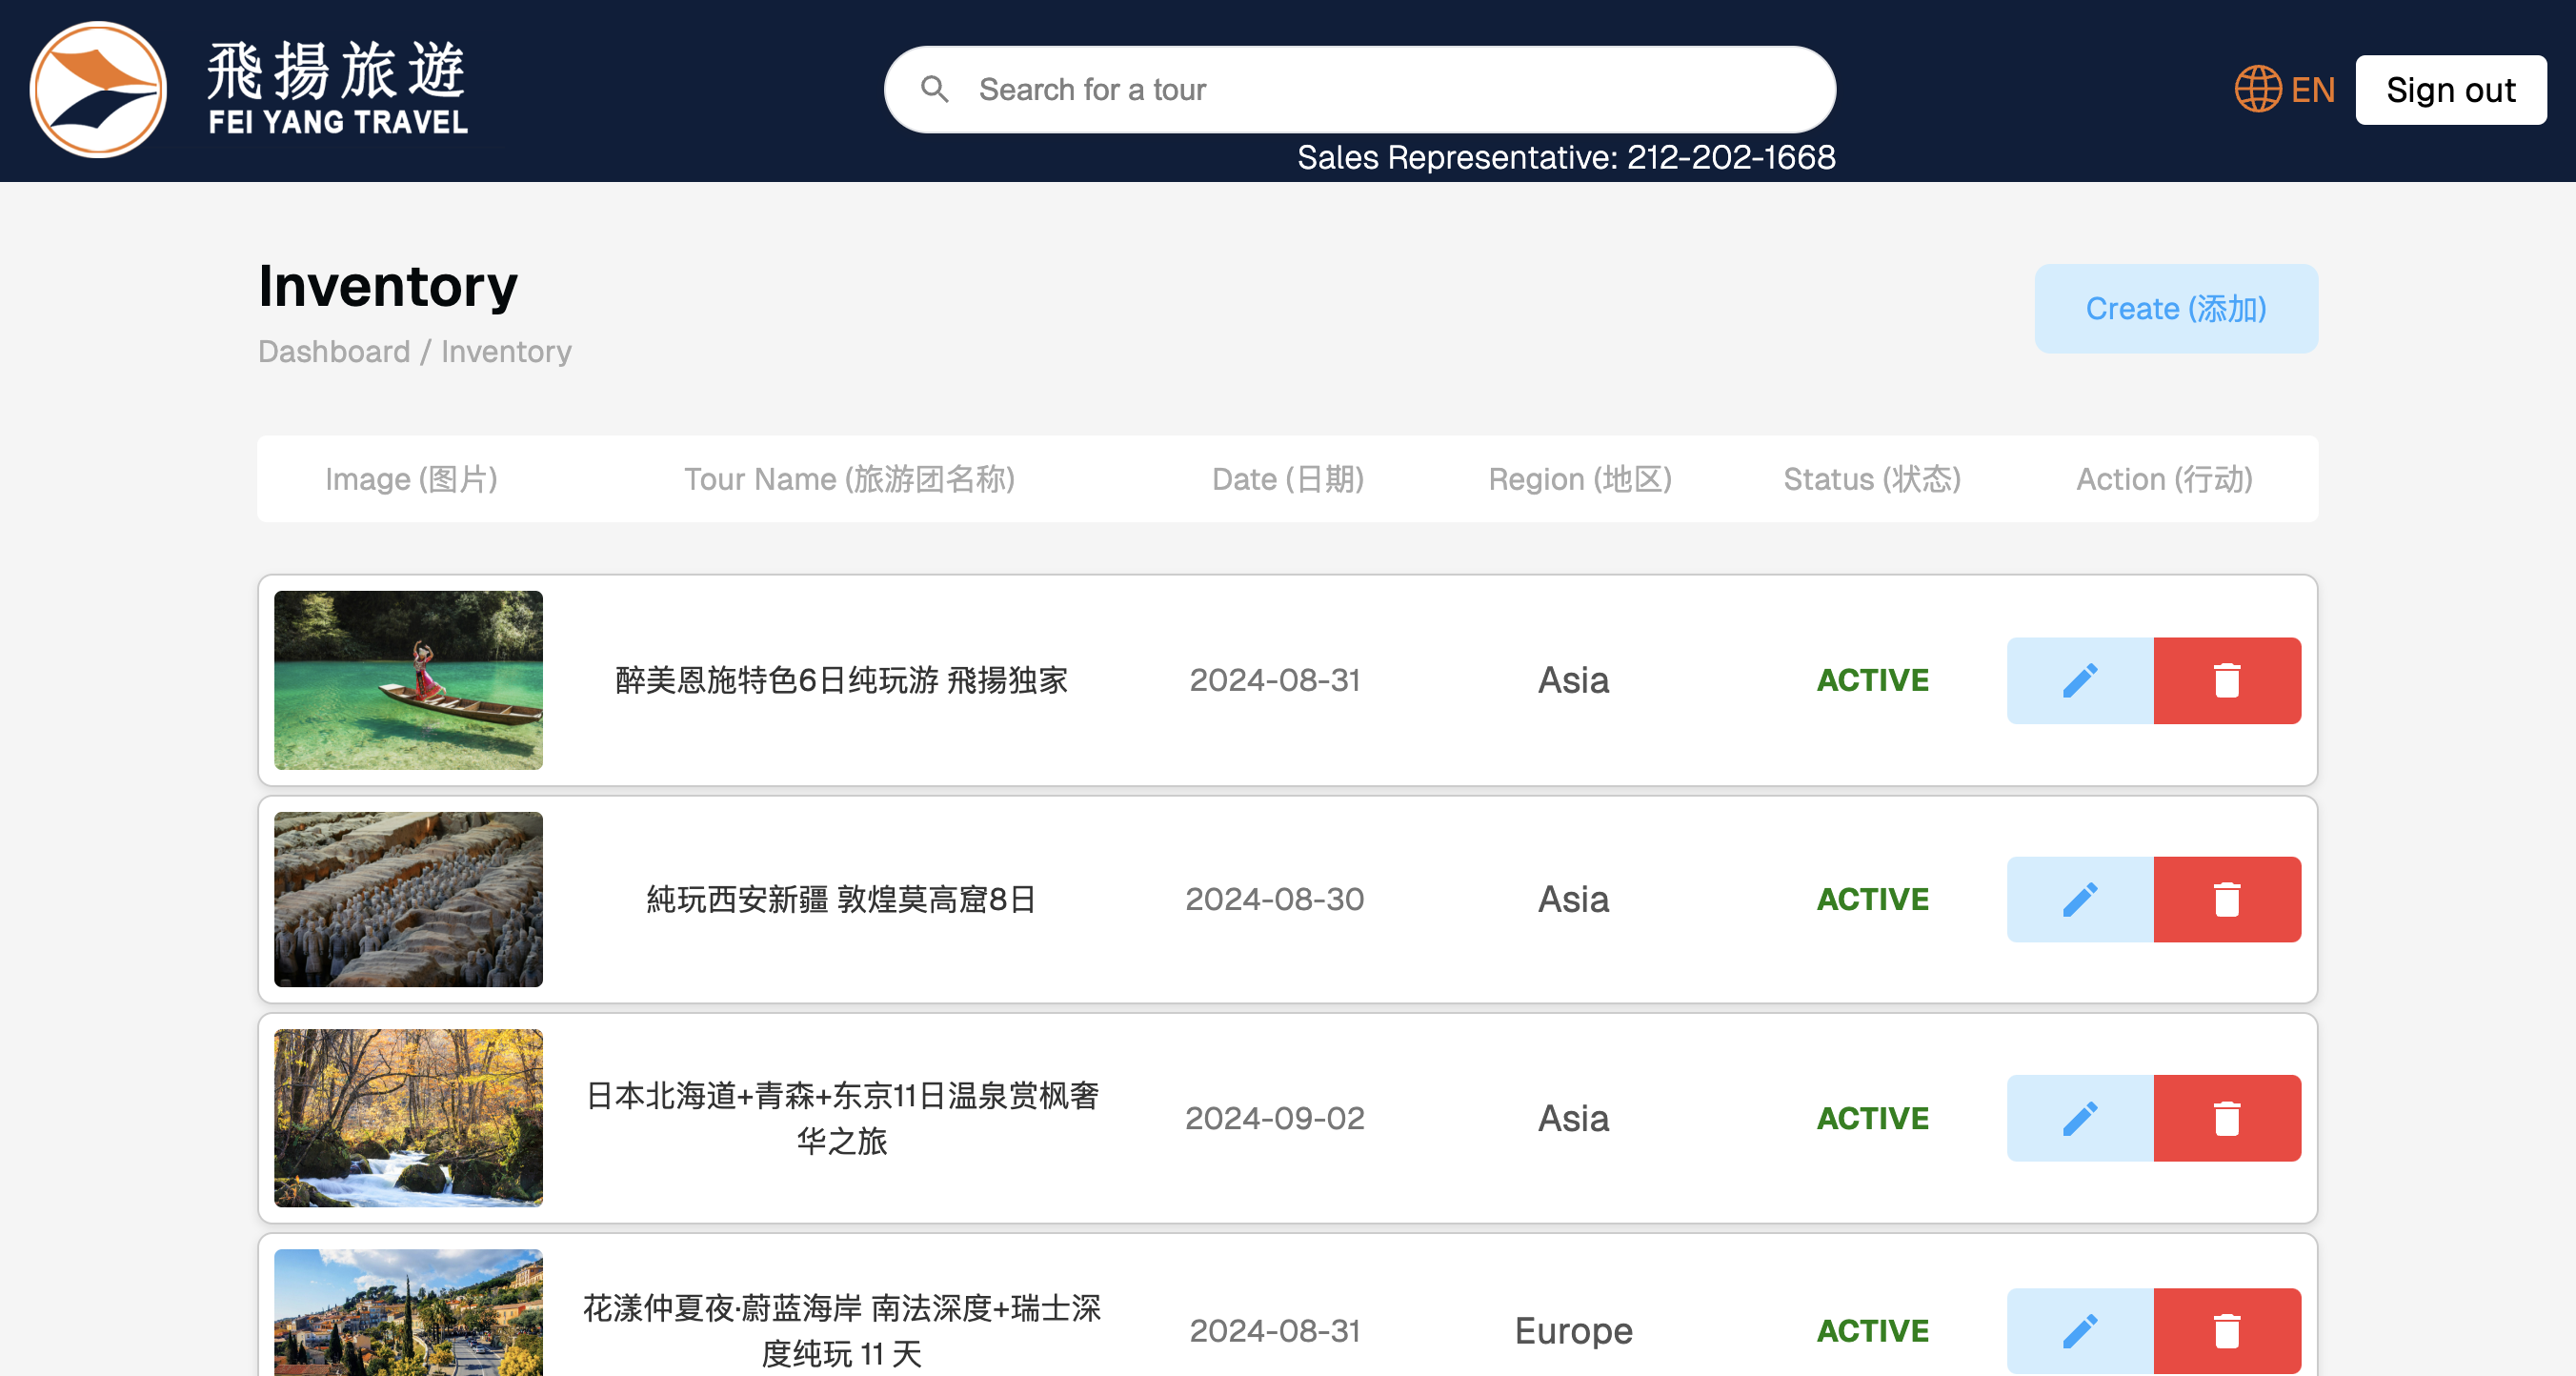 飛揚旅遊
FEI YANG TRAVEL
Search for a tour
EN
Sign out
Sales Representative: 212-202-1668
Inventory
Dashboard / Inventory
Create (添加)
Image (图片) Tour Name (旅游团名称) Date (日期) Region (地区) Status (状态) Action (行动)
醉美恩施特色6日纯玩游 飛揚独家 2024-08-31 Asia ACTIVE
純玩西安新疆 敦煌莫高窟8日 2024-08-30 Asia ACTIVE
日本北海道+青森+东京11日温泉赏枫奢
华之旅
2024-09-02 Asia ACTIVE
花漾仲夏夜·蔚蓝海岸 南法深度+瑞士深
度纯玩 11 天
2024-08-31 Europe ACTIVE